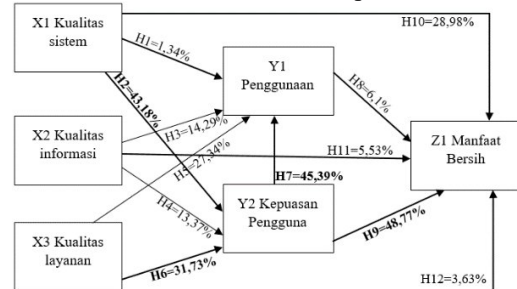 X1 Kualitas
sistem
H10=28,98%
H1=1,34%
Y1
Penggunaan
H2=43,18%
H8=6,1%
X2 Kualitas
informasi
H3=14,29%
H5=27,34%
H11=5,53%
Z1 Manfaat
Bersih
H7=45,39%
H4=13,37%
Y2 Kepuasan
Pengguna
X3 Kualitas
layanan
H9=48,77%
H6=31,73%
H12=3,63%